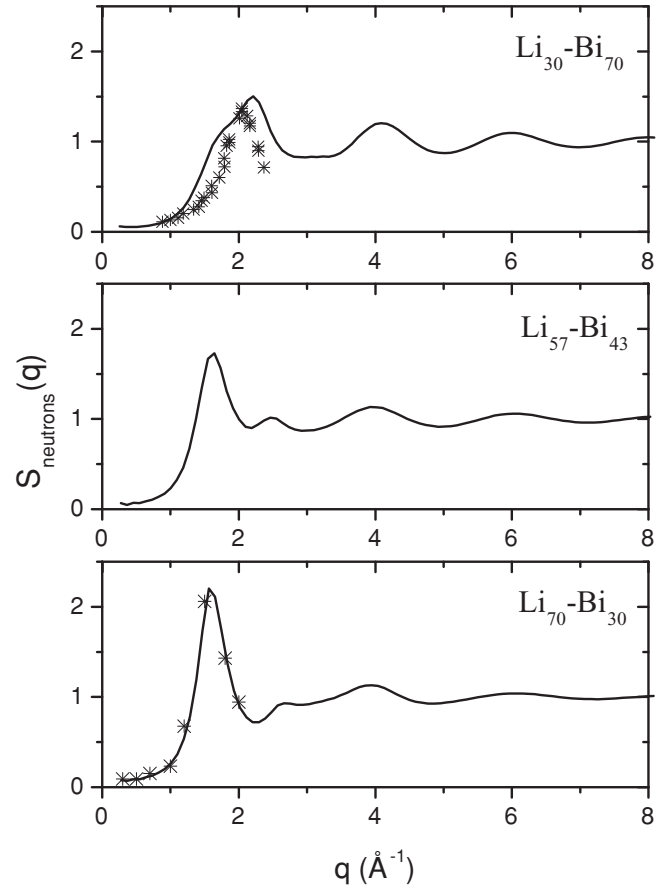 2
1
0
0 2 4 6 8
Li₃₀-Bi₇₀
2
1
0
0 2 4 6 8
Li₅₇-Bi₄₃
S_neutrons(q)
2
1
0
0 2 4 6 8
Li₇₀-Bi₃₀
q (Å⁻¹)